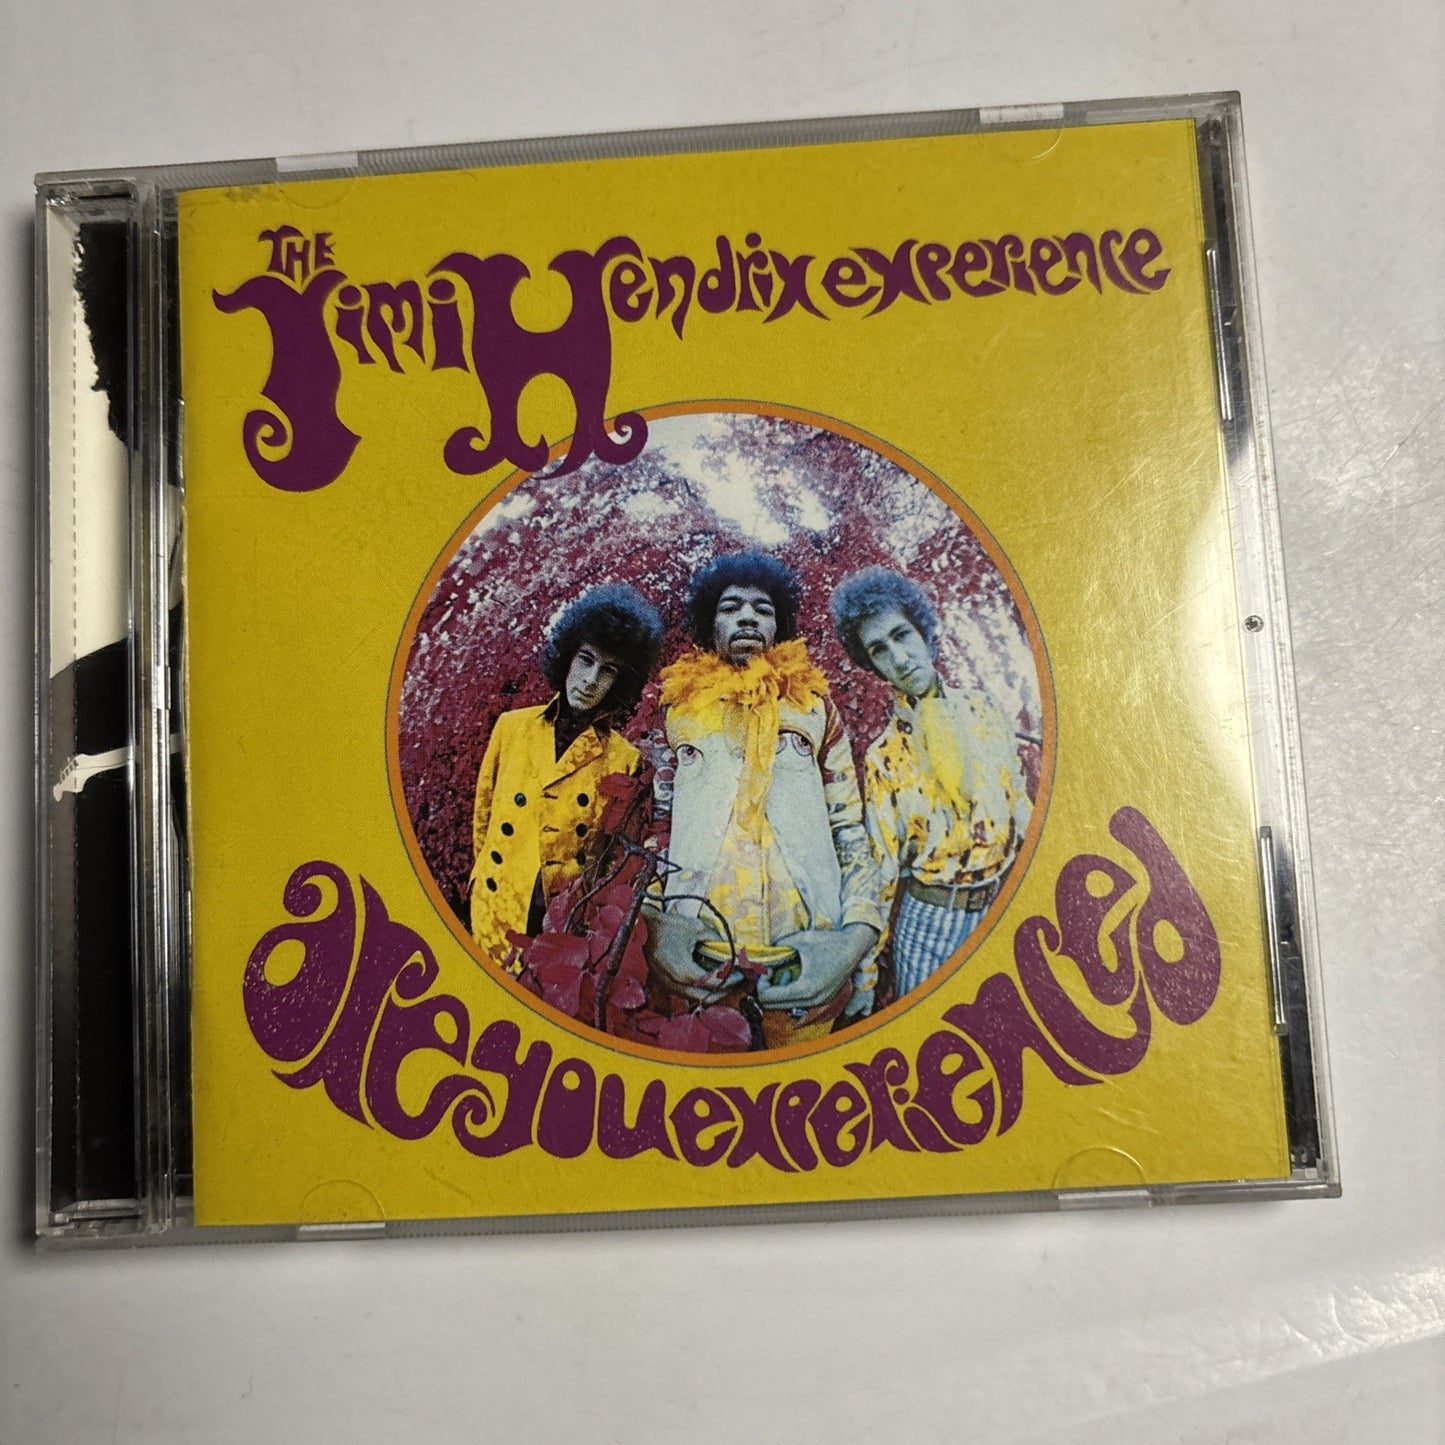 THE
Jimi Hendrix experience
are you experienced